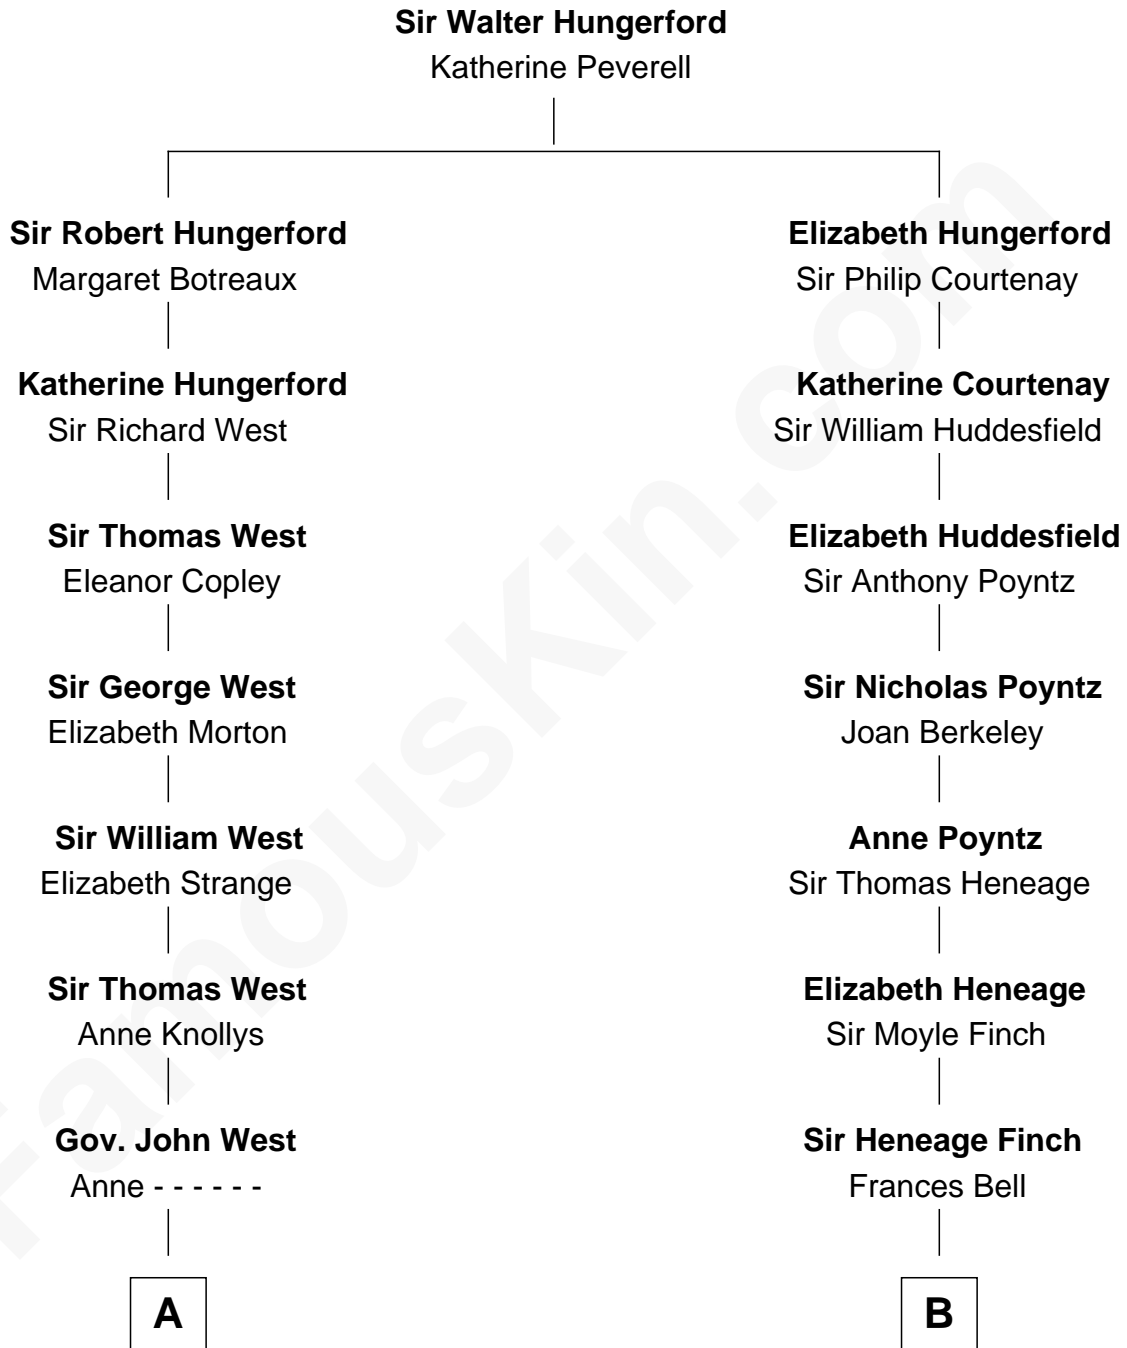 Sir Walter Hungerford
Katherine Peverell
Sir Robert Hungerford
Margaret Botreaux
Elizabeth Hungerford
Sir Philip Courtenay
Katherine Hungerford
Sir Richard West
Katherine Courtenay
Sir William Huddesfield
Sir Thomas West
Eleanor Copley
Elizabeth Huddesfield
Sir Anthony Poyntz
Sir George West
Elizabeth Morton
Sir Nicholas Poyntz
Joan Berkeley
Sir William West
Elizabeth Strange
Anne Poyntz
Sir Thomas Heneage
Sir Thomas West
Anne Knollys
Elizabeth Heneage
Sir Moyle Finch
Gov. John West
Anne - - - - - -
Sir Heneage Finch
Frances Bell
A
B
FamousKin.com